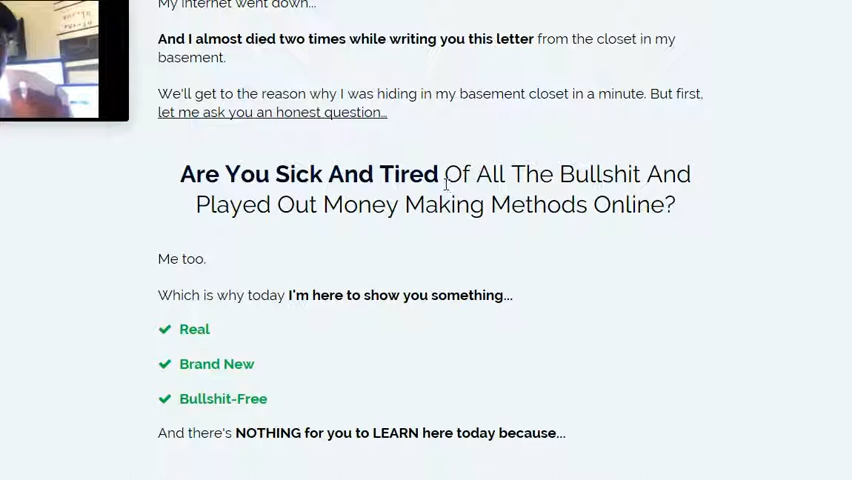 My internet went down...
And I almost died two times while writing you this letter from the closet in my
basement.
We'll get to the reason why I was hiding in my basement closet in a minute. But first,
let me ask you an honest question...
Are You Sick And Tired Of All The Bullshit And
Played Out Money Making Methods Online?
Me too.
Which is why today I'm here to show you something...
Real
Brand New
Bullshit-Free
And there's NOTHING for you to LEARN here today because...